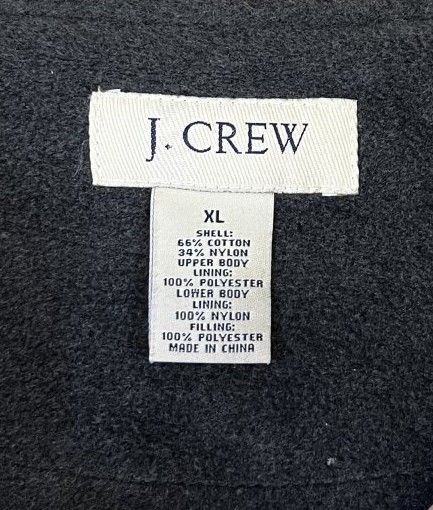 J. CREW
XL
SHELL:
66% COTTON
34% NYLON
UPPER BODY
LINING:
100% POLYESTER
LOWER BODY
LINING:
100% NYLON
FILLING:
100% POLYESTER
MADE IN CHINA